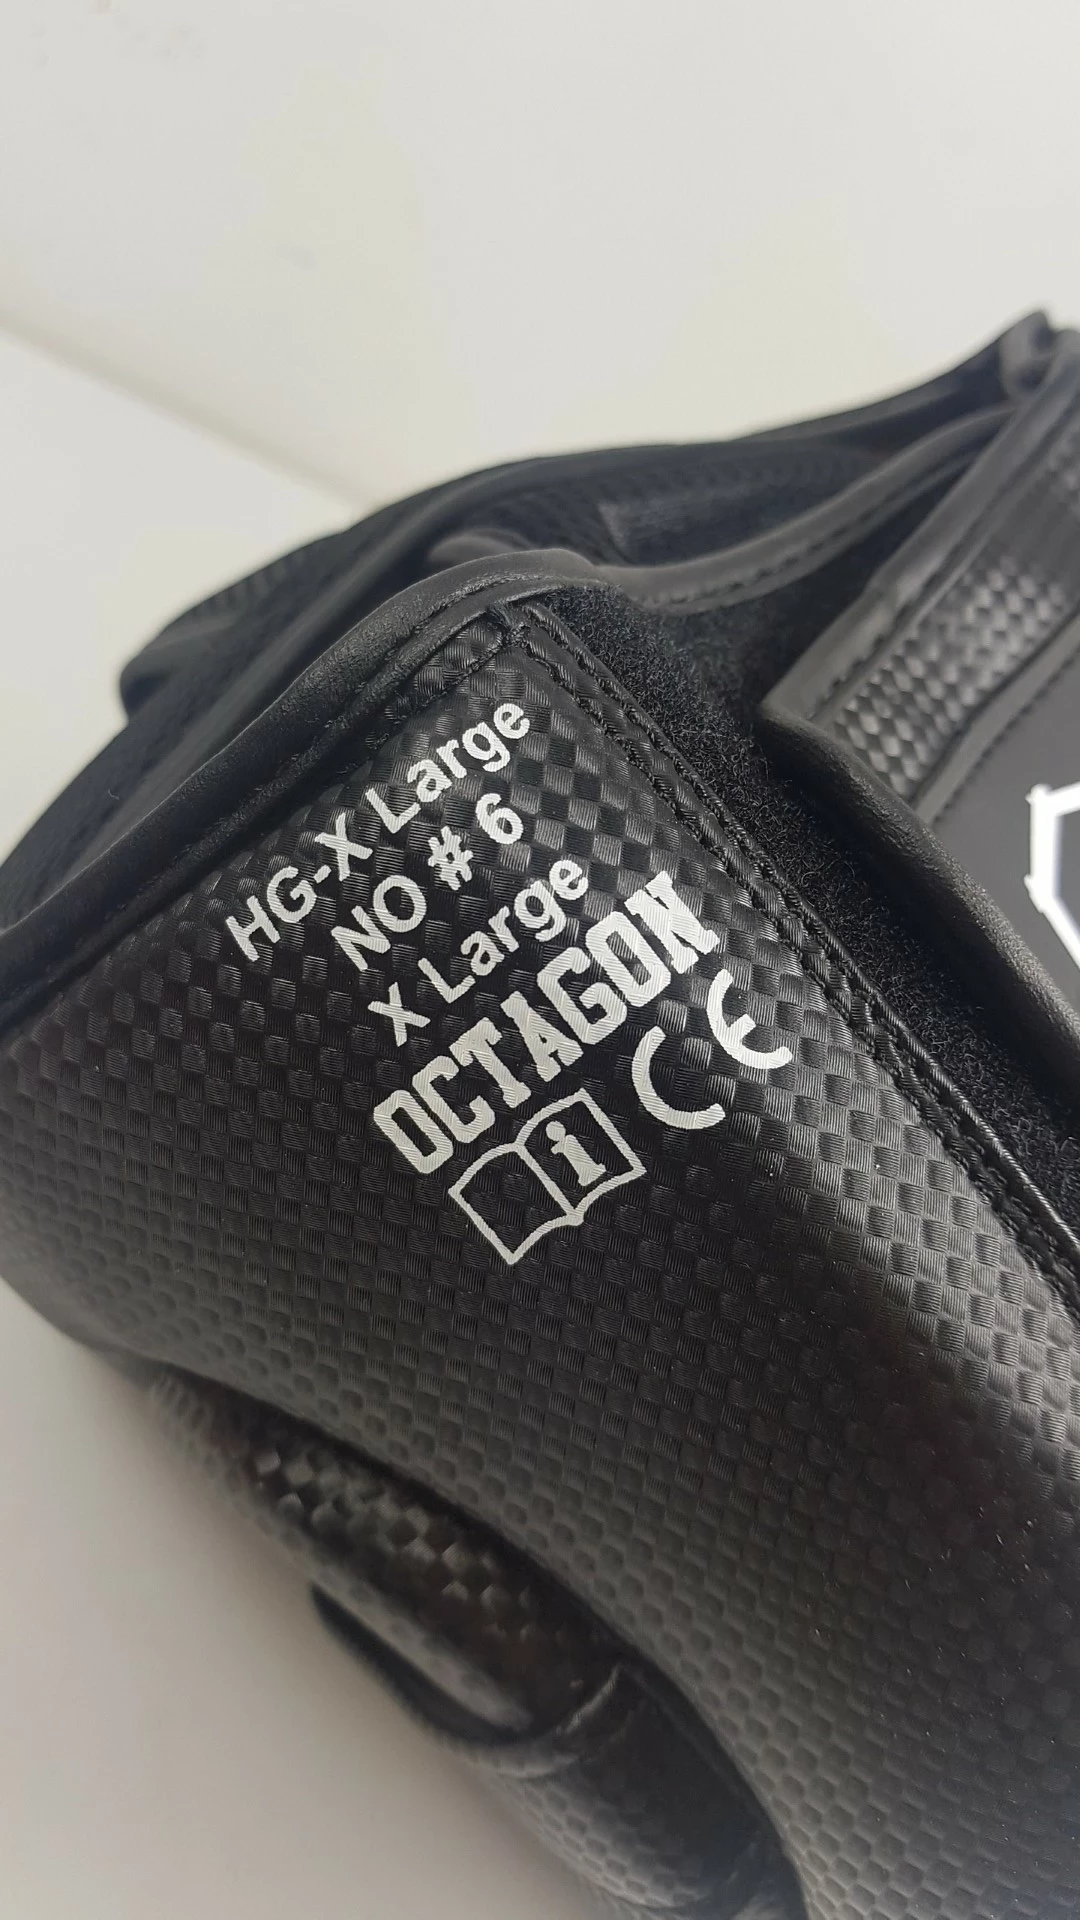 HG-X Large
NO # 6
X Large
OCTAGON
i CE